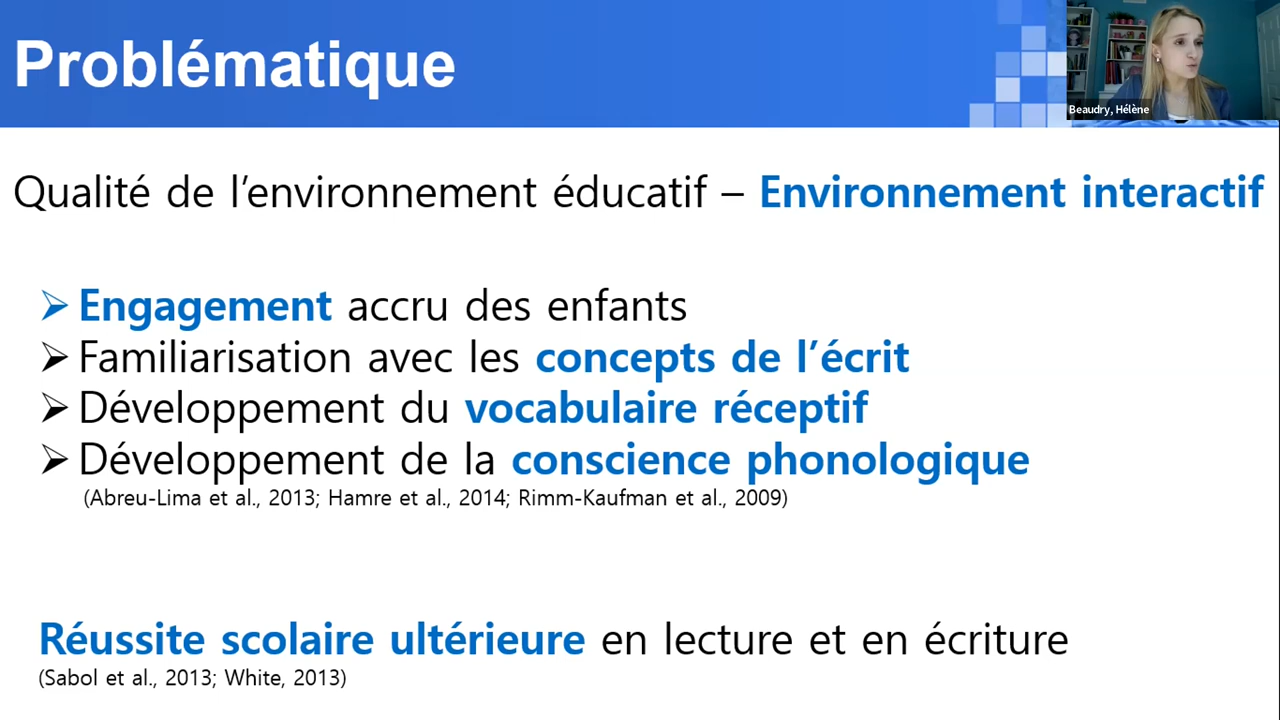 Problématique
Beaudry, Hélène
Qualité de l’environnement éducatif – Environnement interactif
➢ Engagement accru des enfants
➢ Familiarisation avec les concepts de l’écrit
➢ Développement du vocabulaire réceptif
➢ Développement de la conscience phonologique
(Abreu-Lima et al., 2013; Hamre et al., 2014; Rimm-Kaufman et al., 2009)
Réussite scolaire ultérieure en lecture et en écriture
(Sabol et al., 2013; White, 2013)